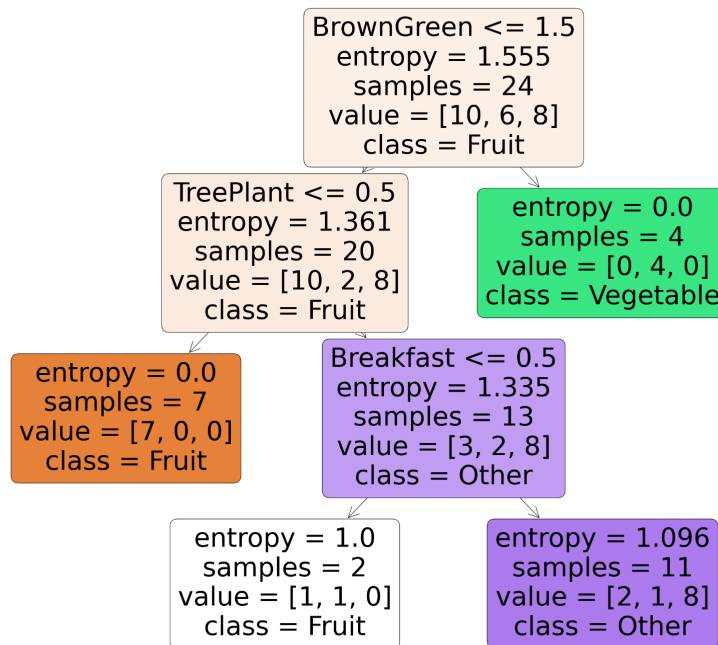 BrownGreen <= 1.5
entropy = 1.555
samples = 24
value = [10, 6, 8]
class = Fruit
TreePlant <= 0.5
entropy = 1.361
samples = 20
value = [10, 2, 8]
class = Fruit
entropy = 0.0
samples = 4
value = [0, 4, 0]
class = Vegetable
entropy = 0.0
samples = 7
value = [7, 0, 0]
class = Fruit
Breakfast <= 0.5
entropy = 1.335
samples = 13
value = [3, 2, 8]
class = Other
entropy = 1.0
samples = 2
value = [1, 1, 0]
class = Fruit
entropy = 1.096
samples = 11
value = [2, 1, 8]
class = Other